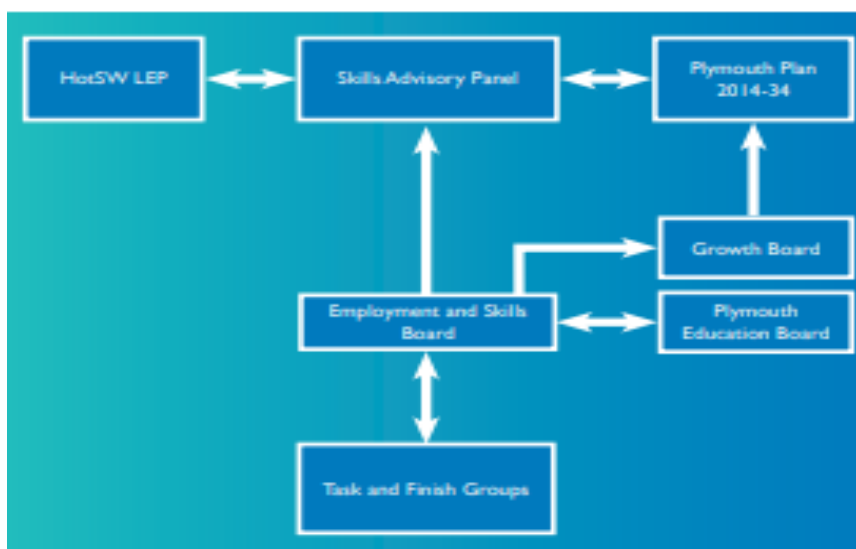 HotSW LEP
Skills Advisory Panel
Plymouth Plan
2014-34
Growth Board
Employment and Skills
Board
Plymouth
Education Board
Task and Finish Groups